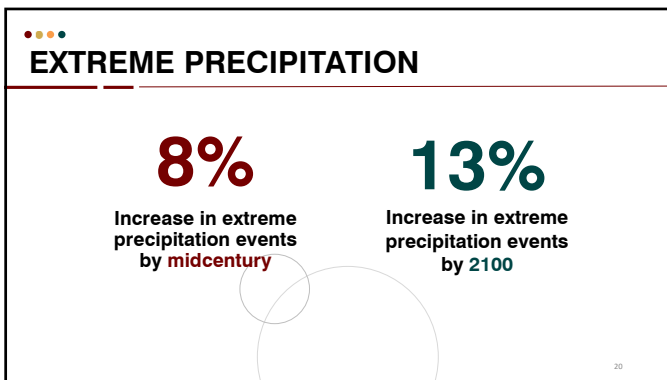 EXTREME PRECIPITATION
8%
Increase in extreme
precipitation events
by midcentury
13%
Increase in extreme
precipitation events
by 2100
20